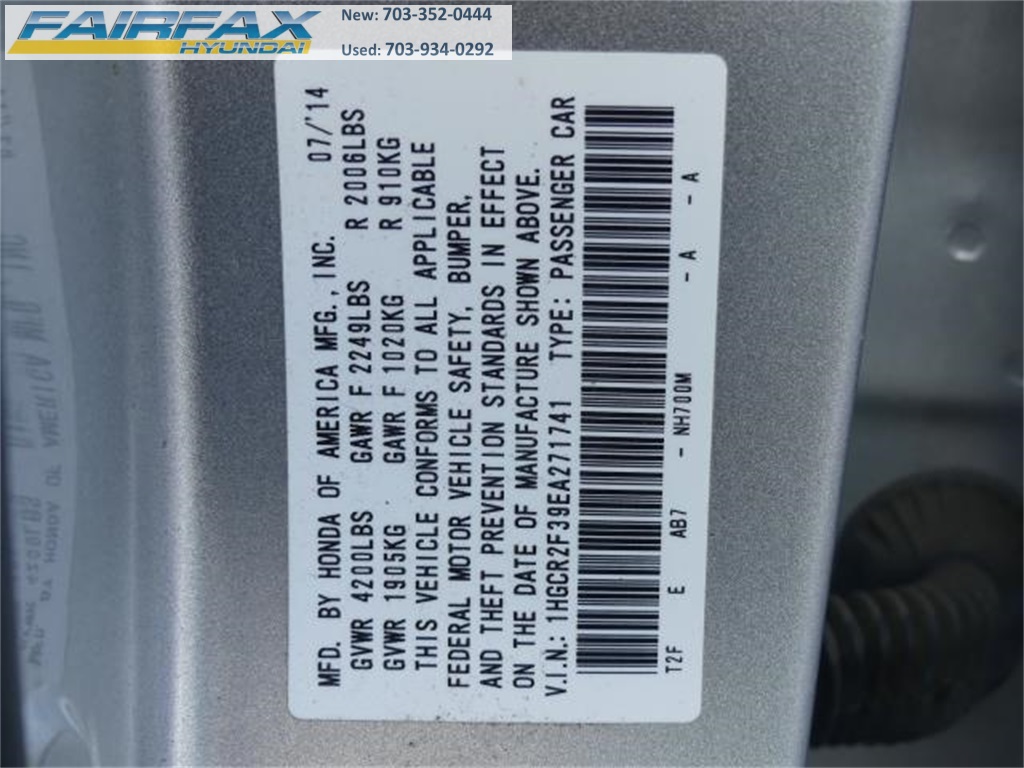 FAIRFAX
HYUNDAI
New: 703-352-0444
Used: 703-934-0292
MFD. BY HONDA OF AMERICA MFG., INC. 07/'14
GVWR 4200LBS GAWR F 2249LBS R 2006LBS
GVWR 1905KG GAWR F 1020KG R 910KG
THIS VEHICLE CONFORMS TO ALL APPLICABLE
FEDERAL MOTOR VEHICLE SAFETY, BUMPER,
AND THEFT PREVENTION STANDARDS IN EFFECT
ON THE DATE OF MANUFACTURE SHOWN ABOVE.
V.I.N.: 1HGCR2F39EA271741 TYPE: PASSENGER CAR
T2F E AB7 - NH700M - A - A